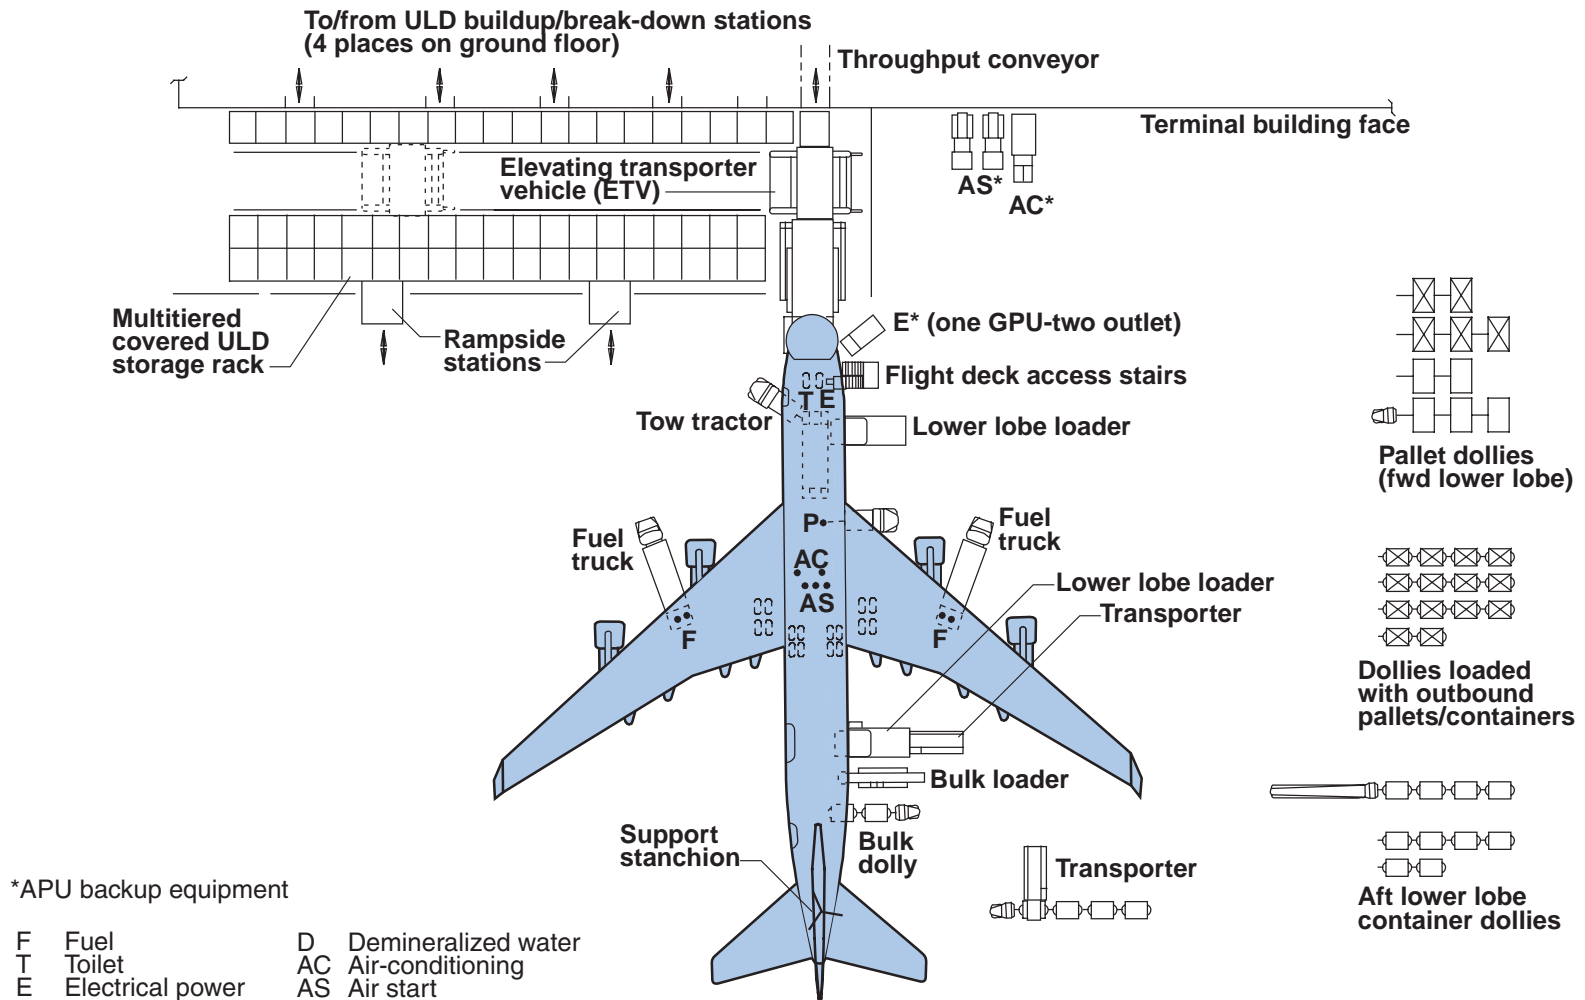 To/from ULD buildup/break-down stations
(4 places on ground floor)
Throughput conveyor
Terminal building face
Elevating transporter
vehicle (ETV)
AS*
AC*
Multitiered
covered ULD
storage rack
Rampside
stations
E* (one GPU-two outlet)
Flight deck access stairs
T E
Tow tractor
Lower lobe loader
Pallet dollies
(fwd lower lobe)
P
Fuel
truck
Fuel
truck
AC
AS
Lower lobe loader
Transporter
F
F
Dollies loaded
with outbound
pallets/containers
Bulk loader
Support
stanchion
Bulk
dolly
Transporter
Aft lower lobe
container dollies
*APU backup equipment
F Fuel
T Toilet
E Electrical power
D Demineralized water
AC Air-conditioning
AS Air start